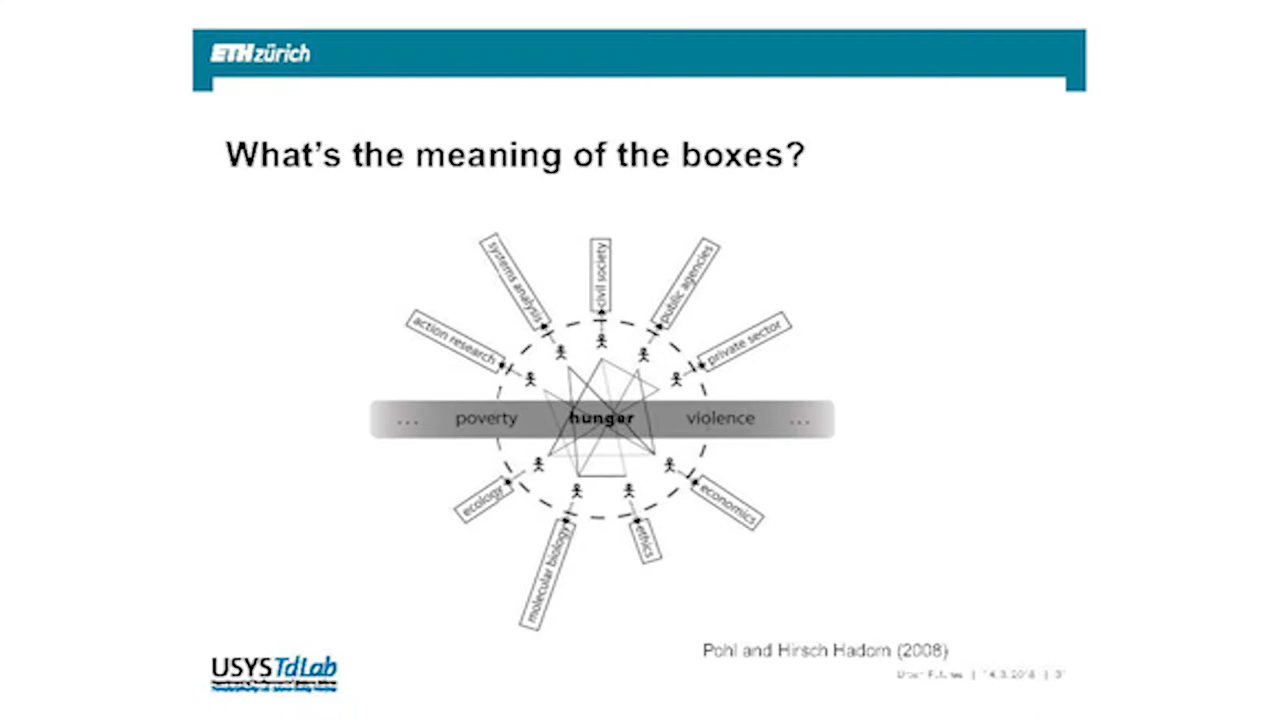 ETH zürich
What's the meaning of the boxes?
systems analysis
civil society
public agencies
action research
private sector
... poverty hunger violence ...
ecology
economics
molecular biology
ethics
Pohl and Hirsch Hadorn (2008)
USYS TdLab